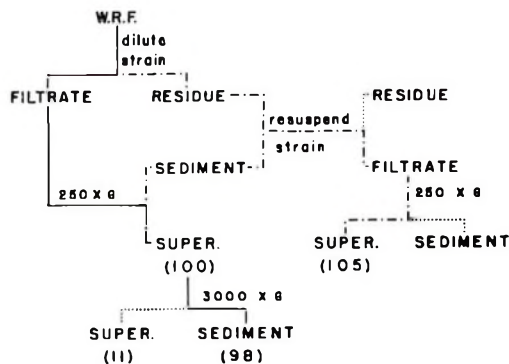 W.R.F.
dilute
strain
FILTRATE RESIDUE RESIDUE
resuspend
strain
SEDIMENT FILTRATE
250 X G 250 X G
SUPER. SUPER. SEDIMENT
(100) (105)
3000 X G
SUPER. SEDIMENT
(11) (98)